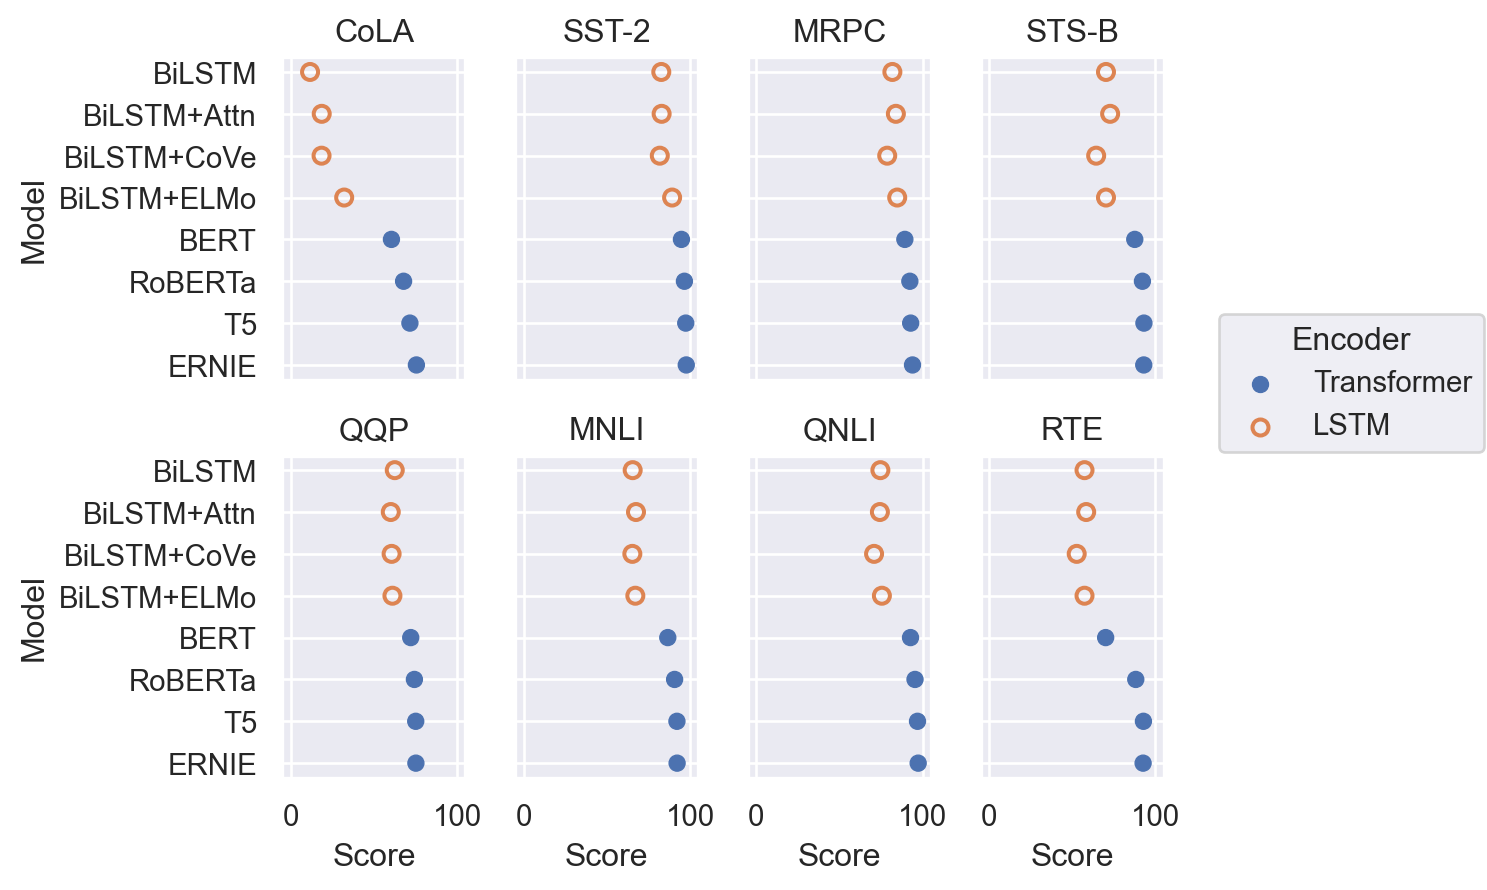 CoLA SST-2 MRPC STS-B
Model
BiLSTM
BiLSTM+Attn
BiLSTM+CoVe
BiLSTM+ELMo
BERT
RoBERTa
T5
ERNIE
Encoder
Transformer
LSTM
QQP MNLI QNLI RTE
Model
BiLSTM
BiLSTM+Attn
BiLSTM+CoVe
BiLSTM+ELMo
BERT
RoBERTa
T5
ERNIE
0 100 0 100 0 100 0 100
Score Score Score Score